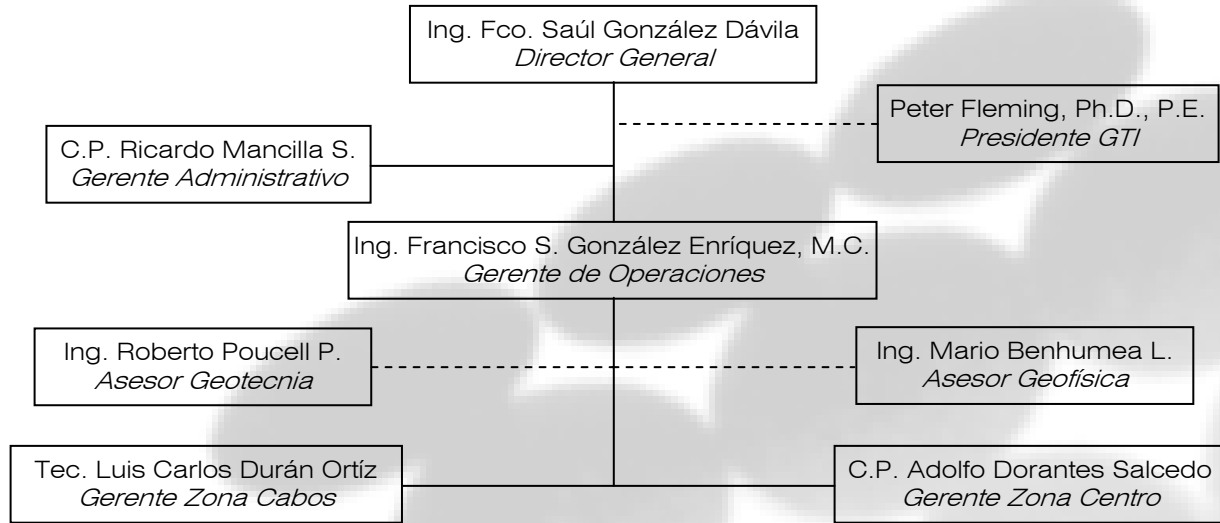 Ing. Fco. Saúl González Dávila
Director General
Peter Fleming, Ph.D., P.E.
Presidente GTI
C.P. Ricardo Mancilla S.
Gerente Administrativo
Ing. Francisco S. González Enríquez, M.C.
Gerente de Operaciones
Ing. Roberto Poucell P.
Asesor Geotecnia
Ing. Mario Benhumea L.
Asesor Geofísica
Tec. Luis Carlos Durán Ortíz
Gerente Zona Cabos
C.P. Adolfo Dorantes Salcedo
Gerente Zona Centro